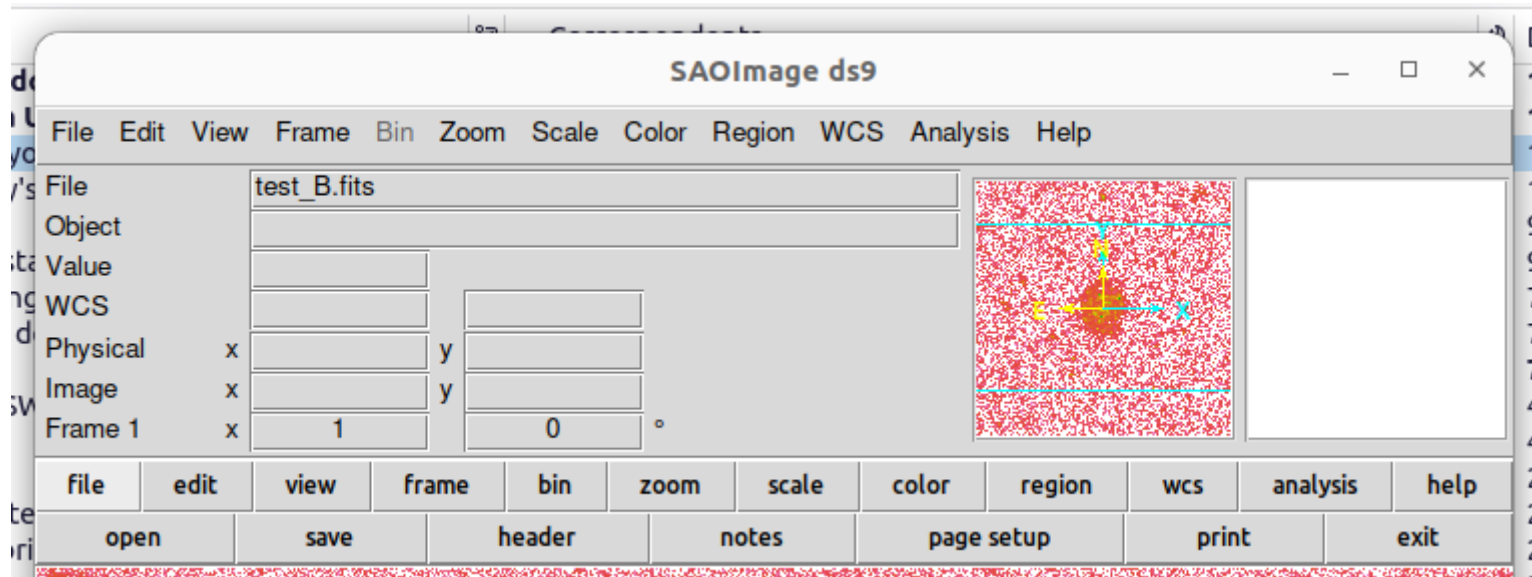 SAOImage ds9
File Edit View Frame Bin Zoom Scale Color Region WCS Analysis Help
File test_B.fits
Object
Value
WCS
Physical x y
Image x y
Frame 1 x 1 0 °
Y
N
E X
file edit view frame bin zoom scale color region wcs analysis help
open save header notes page setup print exit